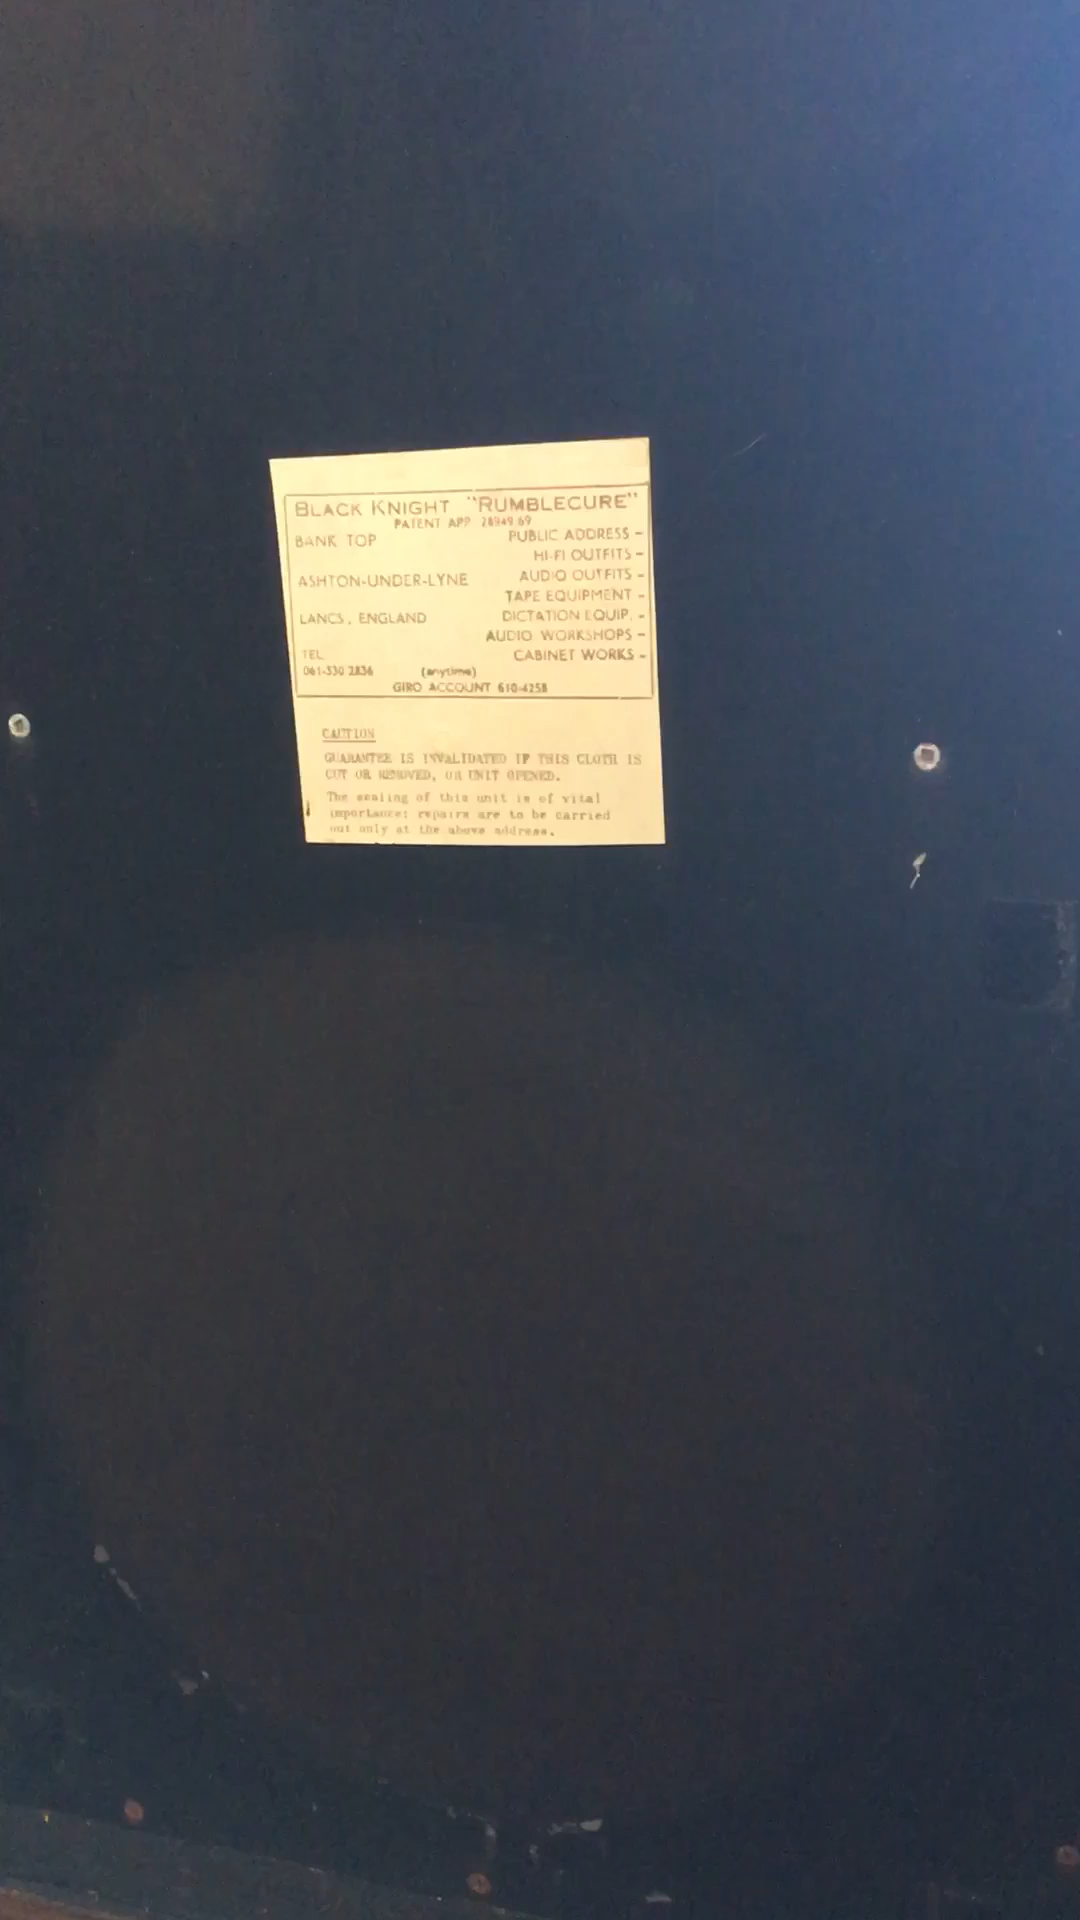 BLACK KNIGHT "RUMBLECURE"
PATENT APP 28949/69
BANK TOP
ASHTON-UNDER-LYNE
LANCS, ENGLAND
TEL
061-330 2836 (anytime)
PUBLIC ADDRESS -
HI-FI OUTFITS -
AUDIO OUTFITS -
TAPE EQUIPMENT -
DICTATION EQUIP. -
AUDIO WORKSHOPS -
CABINET WORKS -
GIRO ACCOUNT 610-4258
CAUTION
GUARANTEE IS INVALIDATED IF THIS CLOTH IS
CUT OR REMOVED, OR UNIT OPENED.
The sealing of this unit is of vital
importance: repairs are to be carried
out only at the above address.